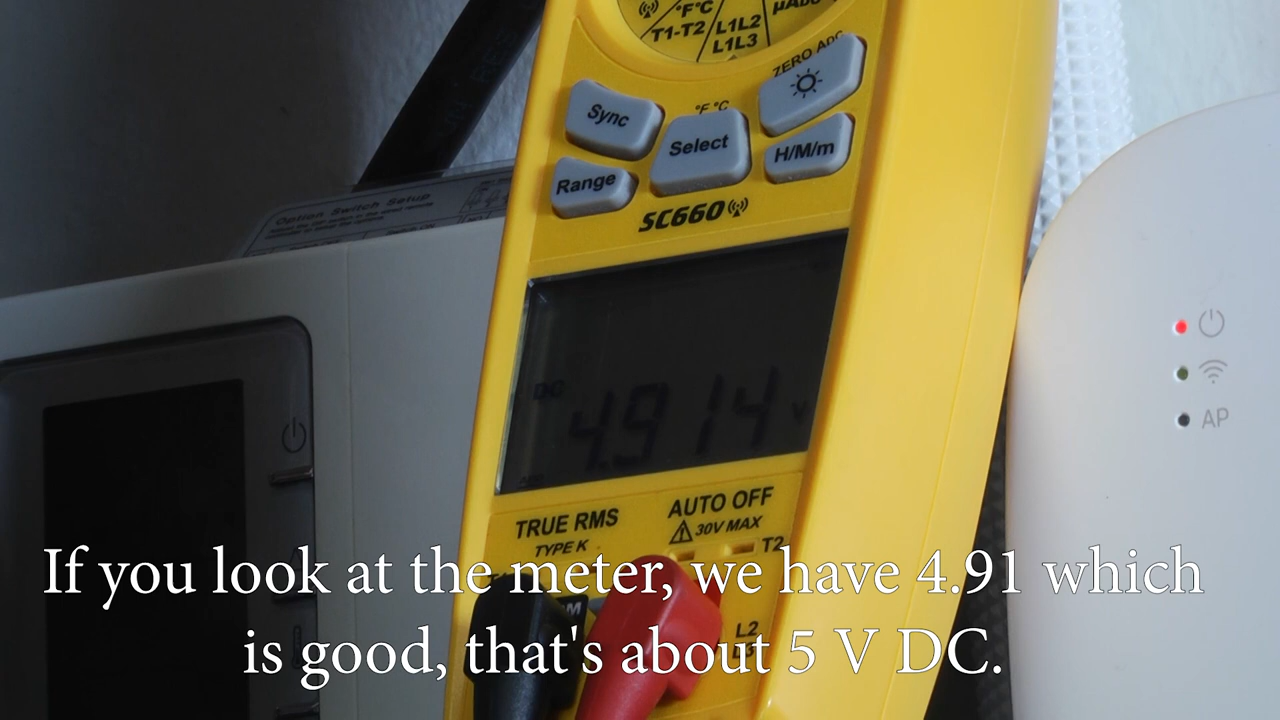 °F°C
T1-T2
L1L2
L1L3
ZERO ADC
Sync
°F °C
Select
H/M/m
Range
SC660
Option Switch Setup
DC 4.914 V
TRUE RMS
TYPE K
AUTO OFF
30V MAX
T2
L2
If you look at the meter, we have 4.91 which
is good, that's about 5 V DC.
AP